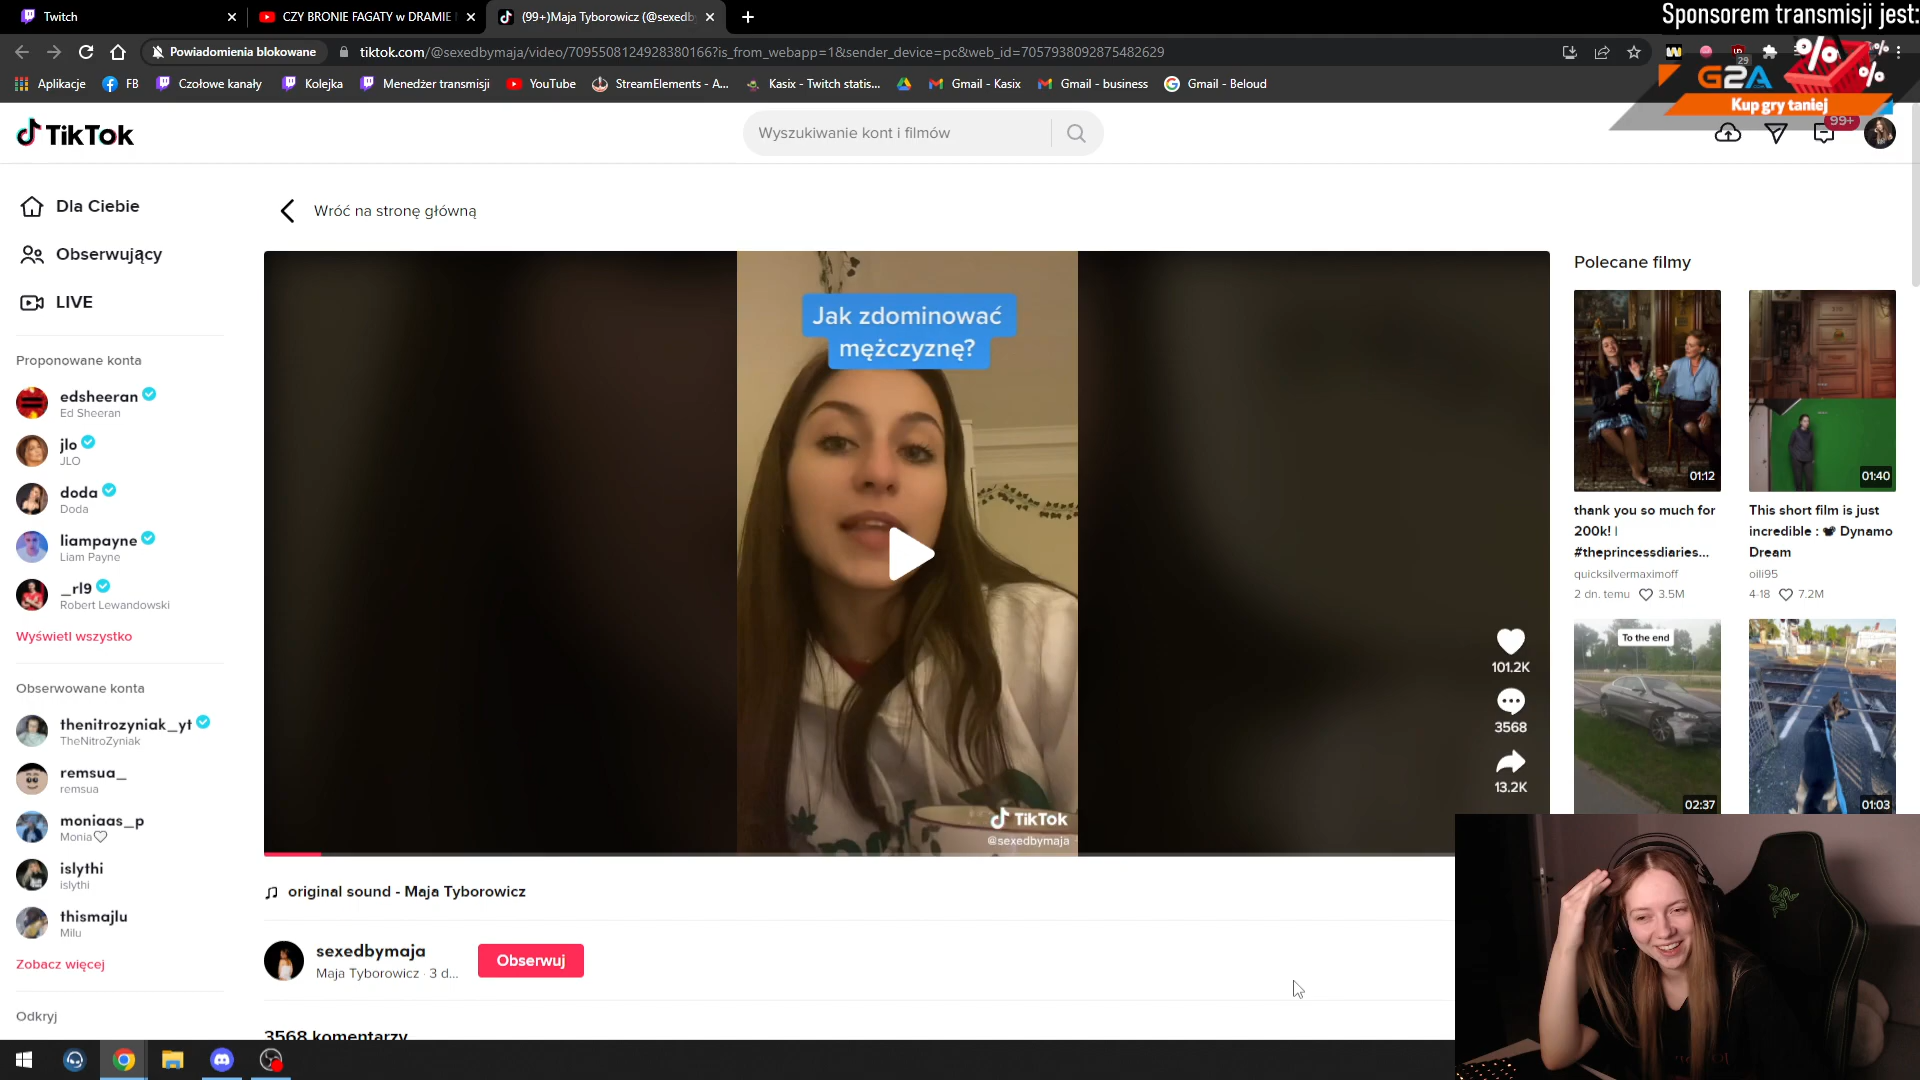 Twitch
CZY BRONIE FAGATY w DRAMIE
(99+)Maja Tyborowicz (@sexedb
Sponsorem transmisji jest:
Powiadomienia blokowane
tiktok.com/@sexedbymaja/video/7095508124928380166?is_from_webapp=1&sender_device=pc&web_id=7057938092875482629
29
Aplikacje
FB
Czołowe kanały
Kolejka
Menedżer transmisji
YouTube
StreamElements - A...
Kasix - Twitch statis...
Gmail - Kasix
Gmail - business
Gmail - Beloud
G2A
% % %
Kup gry taniej
TikTok
Wyszukiwanie kont i filmów
99+
Dla Ciebie
Obserwujący
LIVE
Proponowane konta
edsheeran
Ed Sheeran
jlo
JLO
doda
Doda
liampayne
Liam Payne
_rl9
Robert Lewandowski
Wyświetl wszystko
Obserwowane konta
thenitrozyniak_yt
TheNitroZyniak
remsua_
remsua
moniaas_p
Monia♡
islythi
islythi
thismajlu
Milu
Zobacz więcej
Odkryj
Wróć na stronę główną
Jak zdominować
mężczyznę?
101.2K
3568
13.2K
TikTok
@sexedbymaja
original sound - Maja Tyborowicz
sexedbymaja
Maja Tyborowicz · 3 d...
Obserwuj
3568 komentarzy
Polecane filmy
01:12
thank you so much for
200k! |
#theprincessdiaries...
quicksilvermaximoff
2 dn. temu 3.5M
01:40
This short film is just
incredible : 📽 Dynamo
Dream
oili95
4-18 7.2M
To the end
02:37
01:03